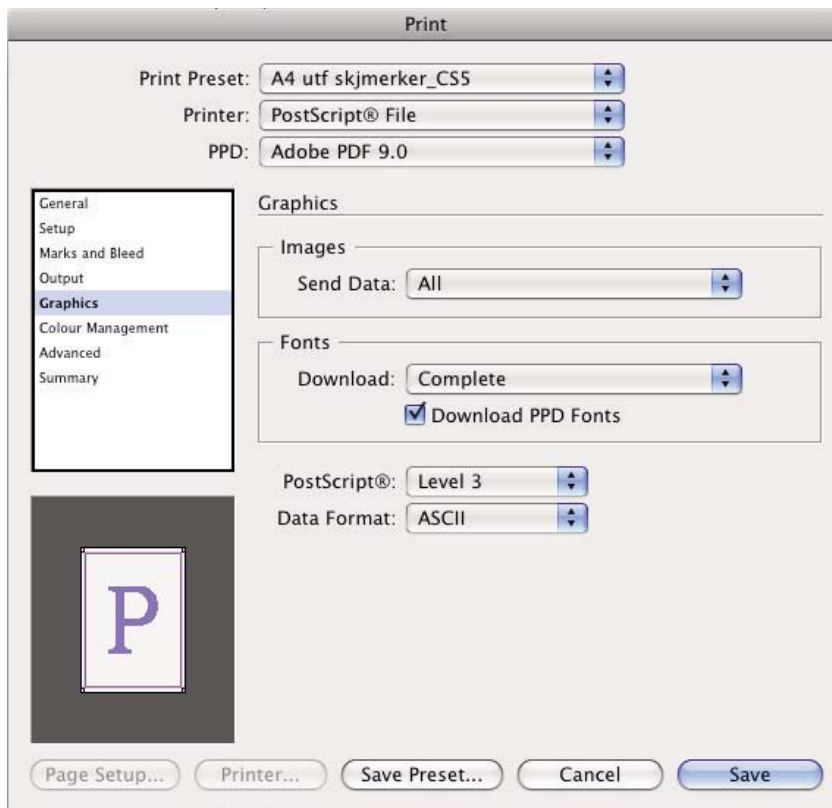 Print
Print Preset: A4 utf skjmerker_CS5
Printer: PostScript® File
PPD: Adobe PDF 9.0
General
Setup
Marks and Bleed
Output
Graphics
Colour Management
Advanced
Summary
Graphics
Images
Send Data: All
Fonts
Download: Complete
Download PPD Fonts
PostScript®: Level 3
Data Format: ASCII
P
Page Setup...
Printer...
Save Preset...
Cancel
Save